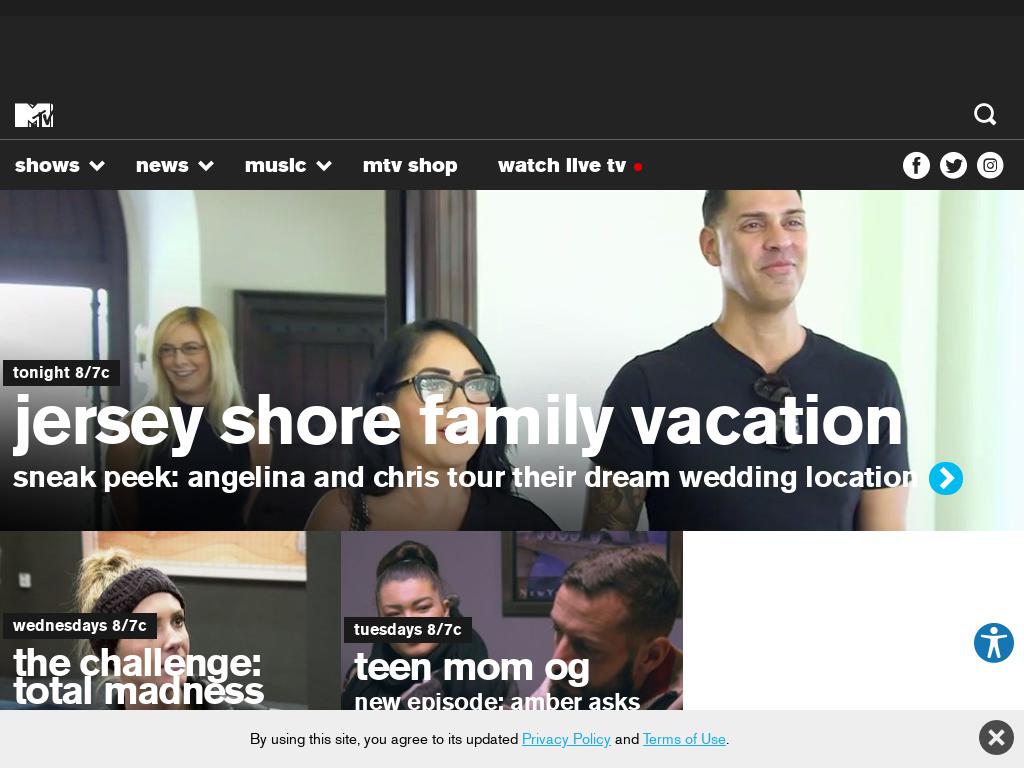 MTV
shows news music mtv shop watch live tv
tonight 8/7c
jersey shore family vacation
sneak peek: angelina and chris tour their dream wedding location
wednesdays 8/7c
the challenge:
total madness
tuesdays 8/7c
teen mom og
new episode: amber asks
By using this site, you agree to its updated Privacy Policy and Terms of Use.